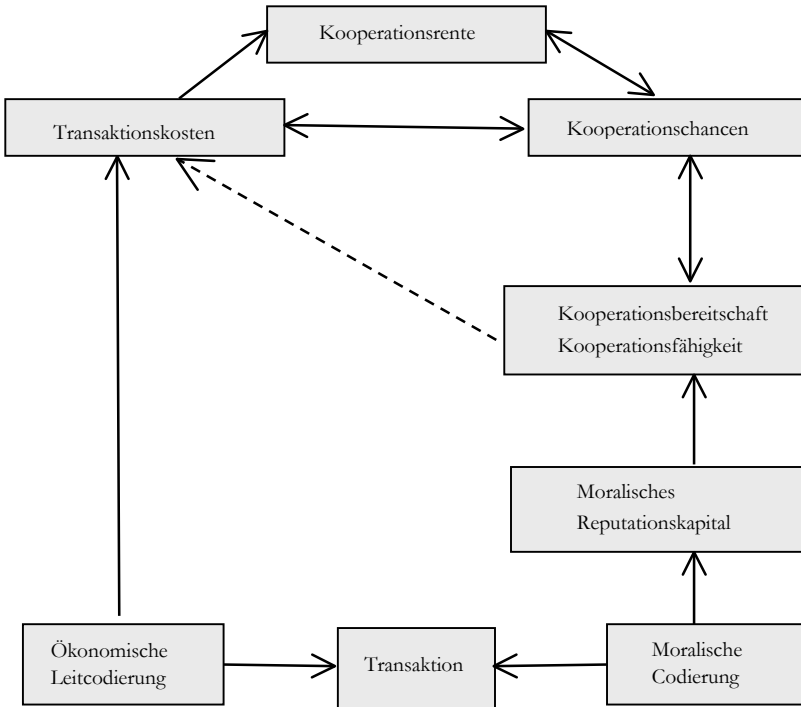 Kooperationsrente
Transaktionskosten
Kooperationschancen
Kooperationsbereitschaft
Kooperationsfähigkeit
Moralisches
Reputationskapital
Ökonomische
Leitcodierung
Transaktion
Moralische
Codierung